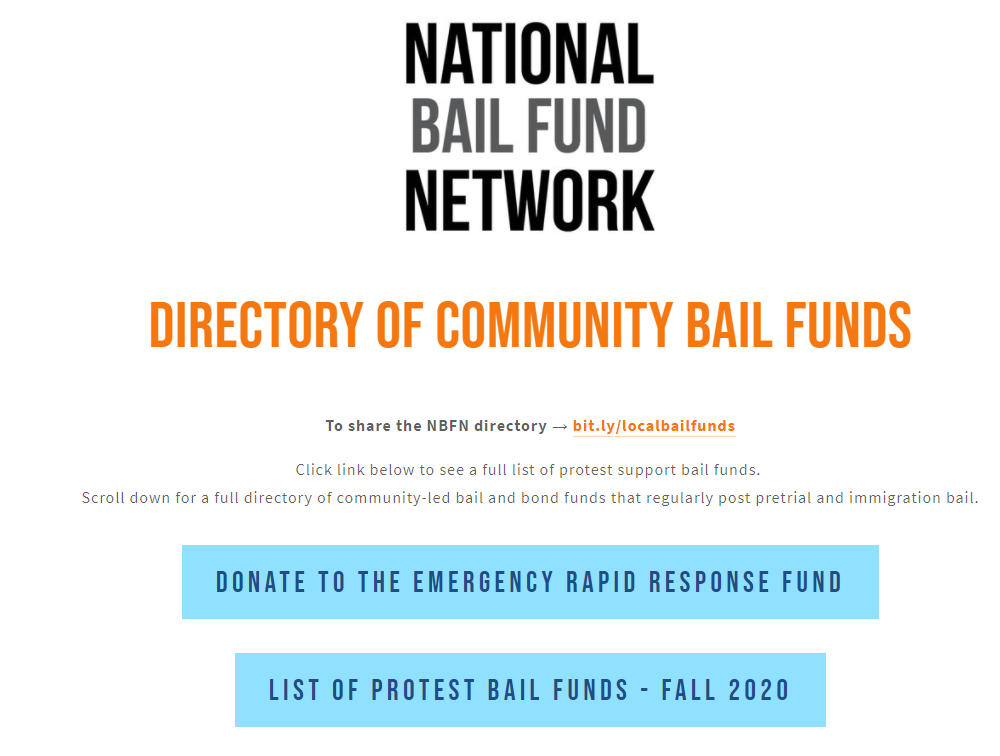 NATIONAL
BAIL FUND
NETWORK
DIRECTORY OF COMMUNITY BAIL FUNDS
To share the NBFN directory → bit.ly/localbailfunds
Click link below to see a full list of protest support bail funds.
Scroll down for a full directory of community-led bail and bond funds that regularly post pretrial and immigration bail.
DONATE TO THE EMERGENCY RAPID RESPONSE FUND
LIST OF PROTEST BAIL FUNDS - FALL 2020